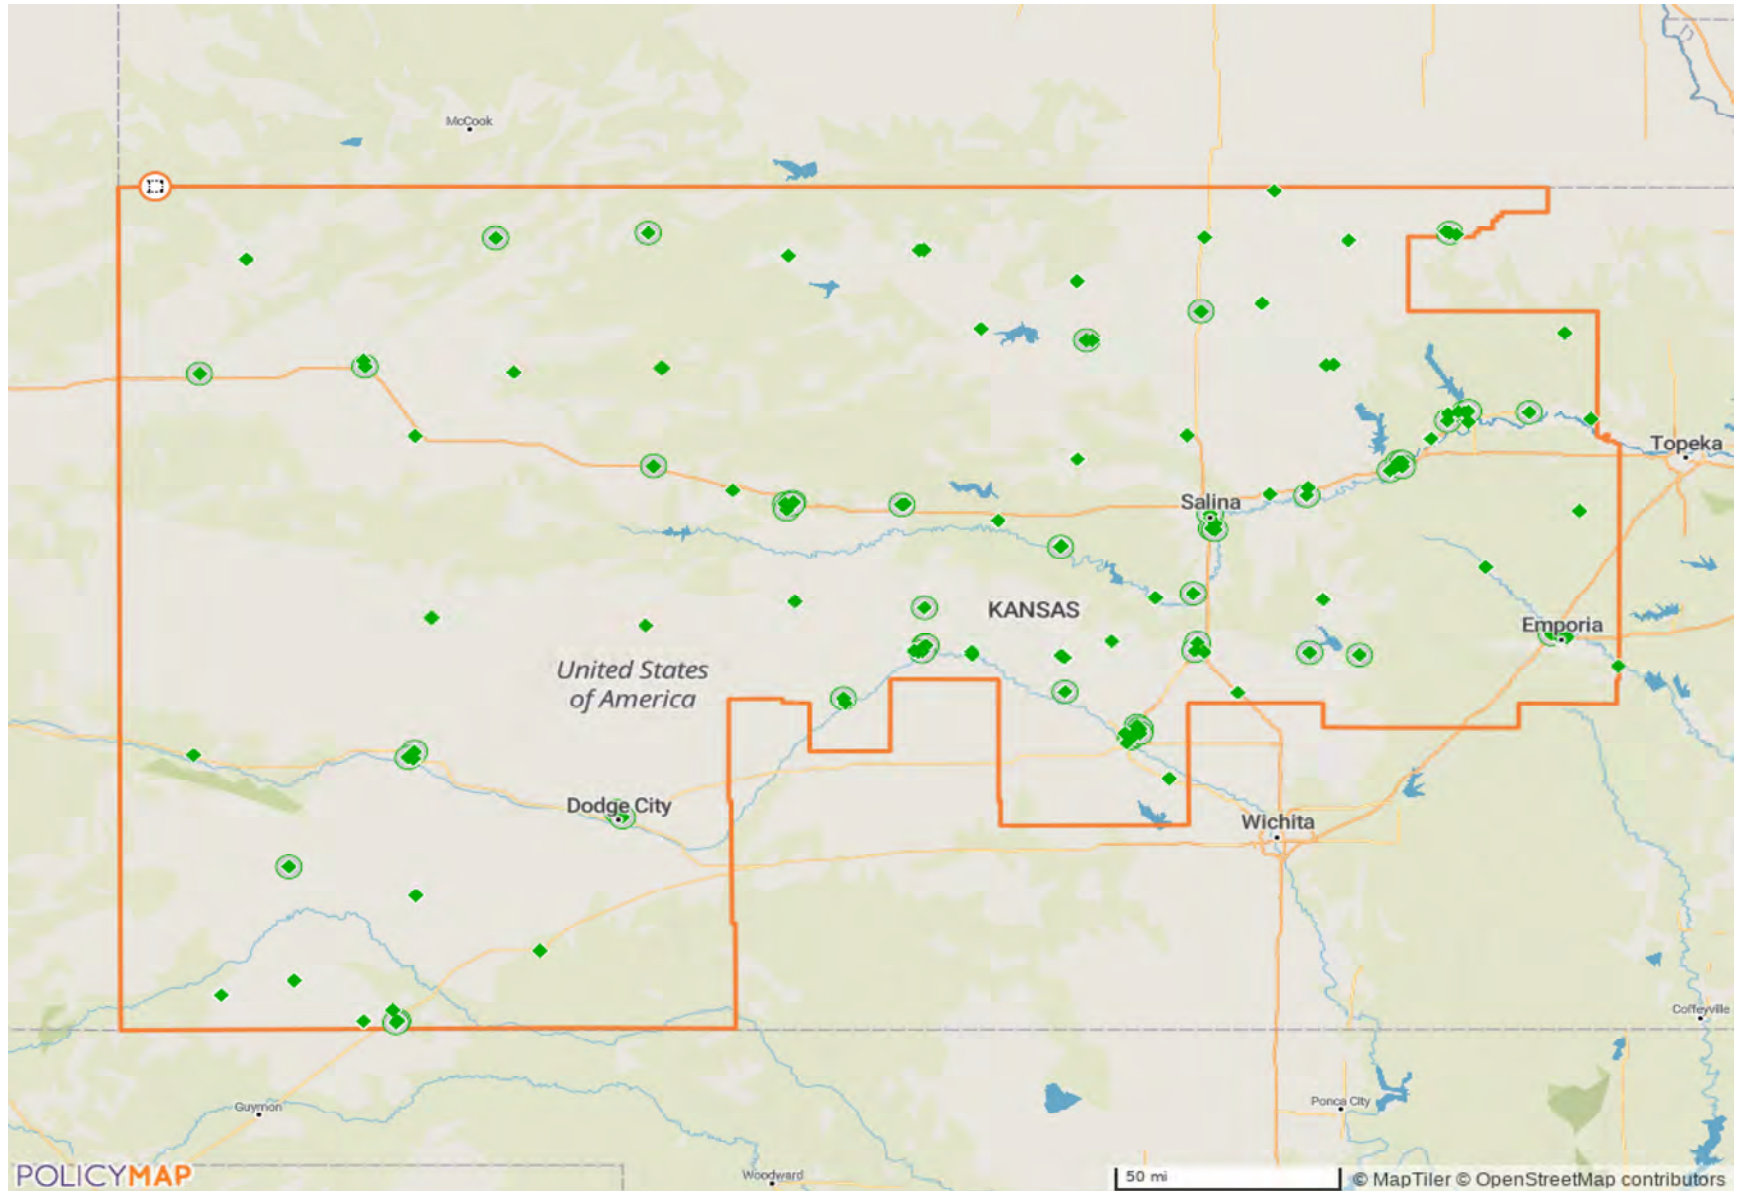 McCook
Topeka
Salina
KANSAS
Emporia
United States
of America
Dodge City
Wichita
Coffeyville
Guymon
Ponca City
POLICYMAP
Woodward
50 mi
© MapTiler © OpenStreetMap contributors